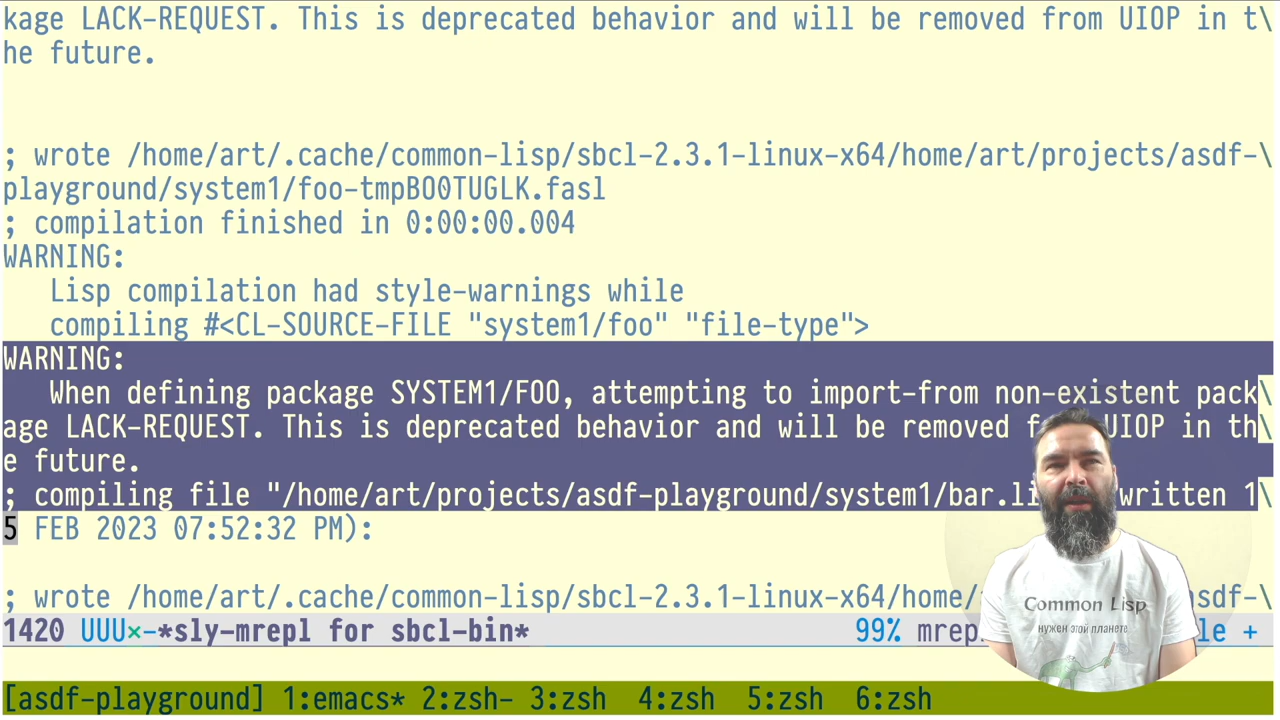 kage LACK-REQUEST. This is deprecated behavior and will be removed from UIOP in t\
he future.
; wrote /home/art/.cache/common-lisp/sbcl-2.3.1-linux-x64/home/art/projects/asdf-\
playground/system1/foo-tmpBO0TUGLK.fasl
; compilation finished in 0:00:00.004
WARNING:
   Lisp compilation had style-warnings while
   compiling #<CL-SOURCE-FILE "system1/foo" "file-type">
WARNING:
   When defining package SYSTEM1/FOO, attempting to import-from non-existent pack\
age LACK-REQUEST. This is deprecated behavior and will be removed UIOP in th\
e future.
; compiling file "/home/art/projects/asdf-playground/system1/bar.li written 1\
5 FEB 2023 07:52:32 PM):
; wrote /home/art/.cache/common-lisp/sbcl-2.3.1-linux-x64/home/ asdf-\
1420 UUU×-*sly-mrepl for sbcl-bin* 99% mrep le +
[asdf-playground] 1:emacs* 2:zsh- 3:zsh 4:zsh 5:zsh 6:zsh
Common Lisp
нужен этой планете